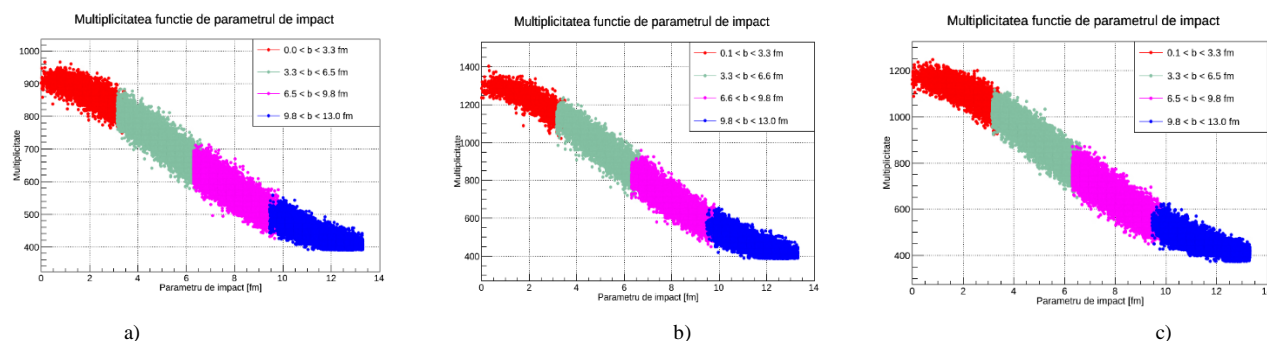 Multiplicitatea functie de parametrul de impact
Multiplicitate
1000
900
800
700
600
500
400
0 2 4 6 8 10 12 14
Parametru de impact [fm]
0.0 < b < 3.3 fm
3.3 < b < 6.5 fm
6.5 < b < 9.8 fm
9.8 < b < 13.0 fm
a)
Multiplicitatea functie de parametrul de impact
Multiplicitate
1400
1200
1000
800
600
400
0 2 4 6 8 10 12 14
Parametru de impact [fm]
0.1 < b < 3.3 fm
3.3 < b < 6.6 fm
6.6 < b < 9.8 fm
9.8 < b < 13.0 fm
b)
Multiplicitatea functie de parametrul de impact
Multiplicitate
1200
1000
800
600
400
0 2 4 6 8 10 12 14
Parametru de impact [fm]
0.1 < b < 3.3 fm
3.3 < b < 6.5 fm
6.5 < b < 9.8 fm
9.8 < b < 13.0 fm
c)